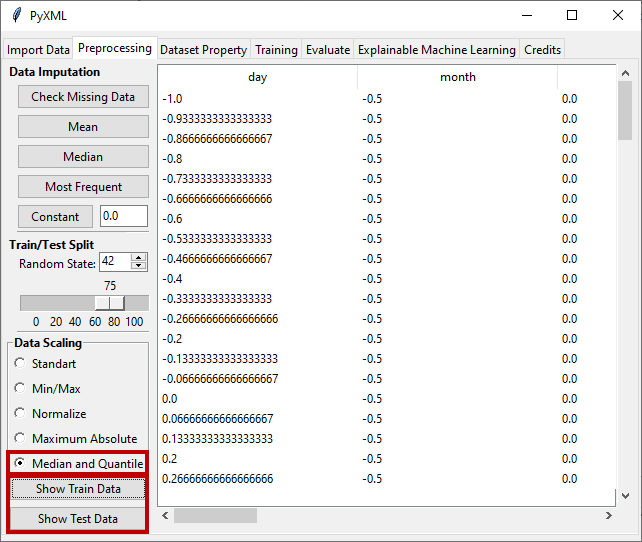 PyXML
Import Data Preprocessing Dataset Property Training Evaluate Explainable Machine Learning Credits
Data Imputation
Check Missing Data
Mean
Median
Most Frequent
Constant 0.0
Train/Test Split
Random State: 42
75
0 20 40 60 80 100
Data Scaling
Standart
Min/Max
Normalize
Maximum Absolute
Median and Quantile
Show Train Data
Show Test Data
day month
-1.0 -0.5 0.0
-0.9333333333333333 -0.5 0.0
-0.8666666666666667 -0.5 0.0
-0.8 -0.5 0.0
-0.7333333333333333 -0.5 0.0
-0.6666666666666666 -0.5 0.0
-0.6 -0.5 0.0
-0.5333333333333333 -0.5 0.0
-0.4666666666666667 -0.5 0.0
-0.4 -0.5 0.0
-0.3333333333333333 -0.5 0.0
-0.26666666666666666 -0.5 0.0
-0.2 -0.5 0.0
-0.13333333333333333 -0.5 0.0
-0.06666666666666667 -0.5 0.0
0.0 -0.5 0.0
0.06666666666666667 -0.5 0.0
0.13333333333333333 -0.5 0.0
0.2 -0.5 0.0
0.26666666666666666 -0.5 0.0